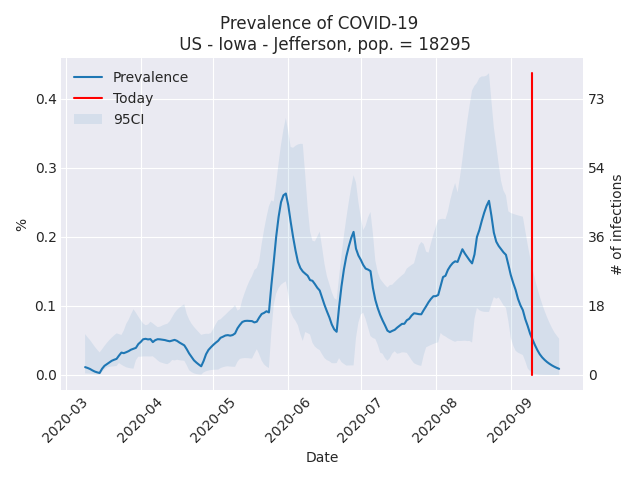 Prevalence of COVID-19
US - Iowa - Jefferson, pop. = 18295
Prevalence
Today
95CI
0.4
0.3
0.2
0.1
0.0
%
73
54
36
18
0
# of infections
2020-03
2020-04
2020-05
2020-06
2020-07
2020-08
2020-09
Date